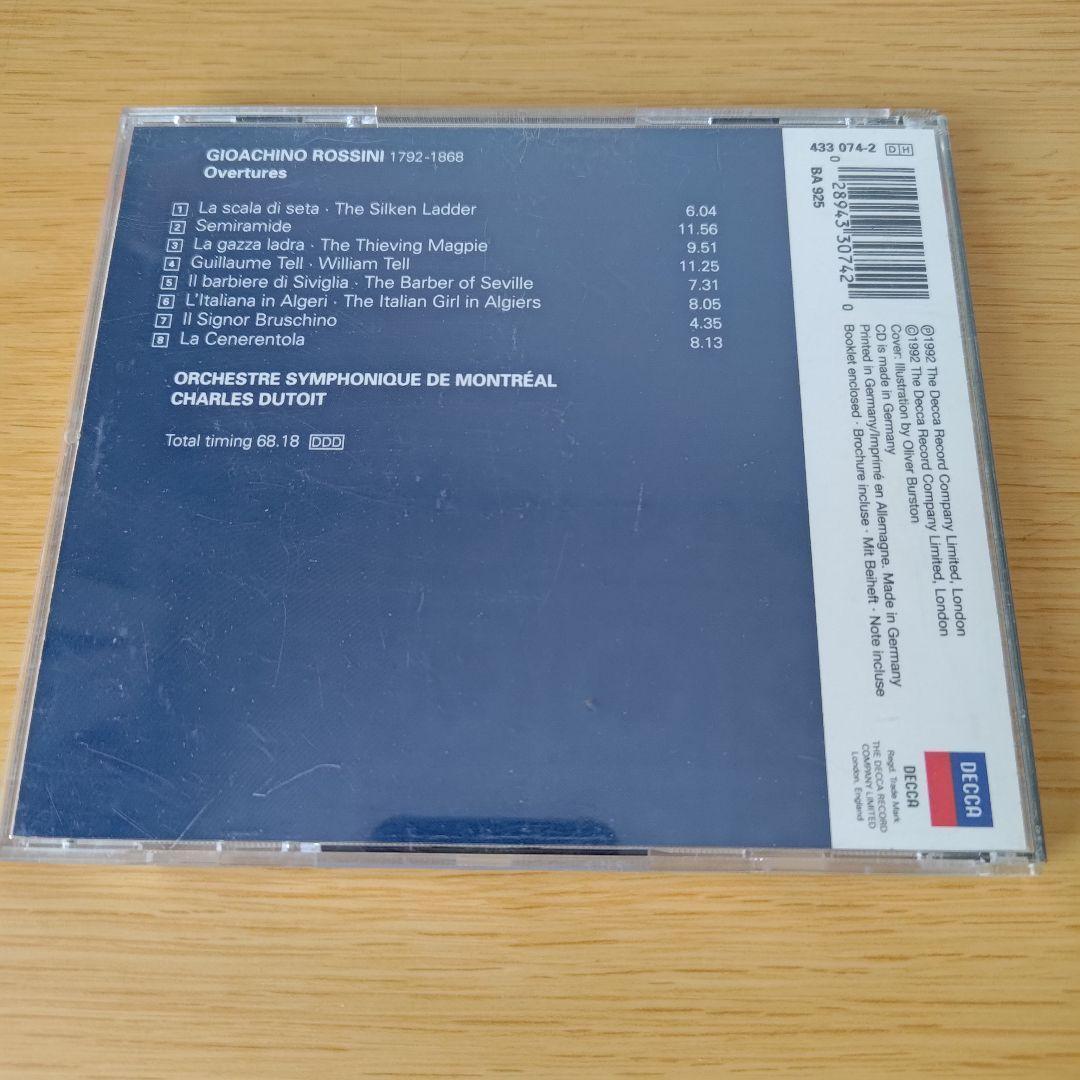 GIOACHINO ROSSINI 1792-1868
Overtures
1 La scala di seta · The Silken Ladder 6.04
2 Semiramide 11.56
3 La gazza ladra · The Thieving Magpie 9.51
4 Guillaume Tell · William Tell 11.25
5 Il barbiere di Siviglia · The Barber of Seville 7.31
6 L'Italiana in Algeri · The Italian Girl in Algiers 8.05
7 Il Signor Bruschino 4.35
8 La Cenerentola 8.13
ORCHESTRE SYMPHONIQUE DE MONTRÉAL
CHARLES DUTOIT
Total timing 68.18 DDD
433 074-2 DH
0 28943 30742 0
BA 925
℗1992 The Decca Record Company Limited, London
©1992 The Decca Record Company Limited, London
Cover: Illustration by Oliver Burston
CD is made in Germany
Printed in Germany/Imprimé en Allemagne. Made in Germany
Booklet enclosed · Brochure incluse · Mit Beiheft · Note incluse
DECCA
DECCA
Regd. Trade Mark
THE DECCA RECORD
COMPANY LIMITED
London, England